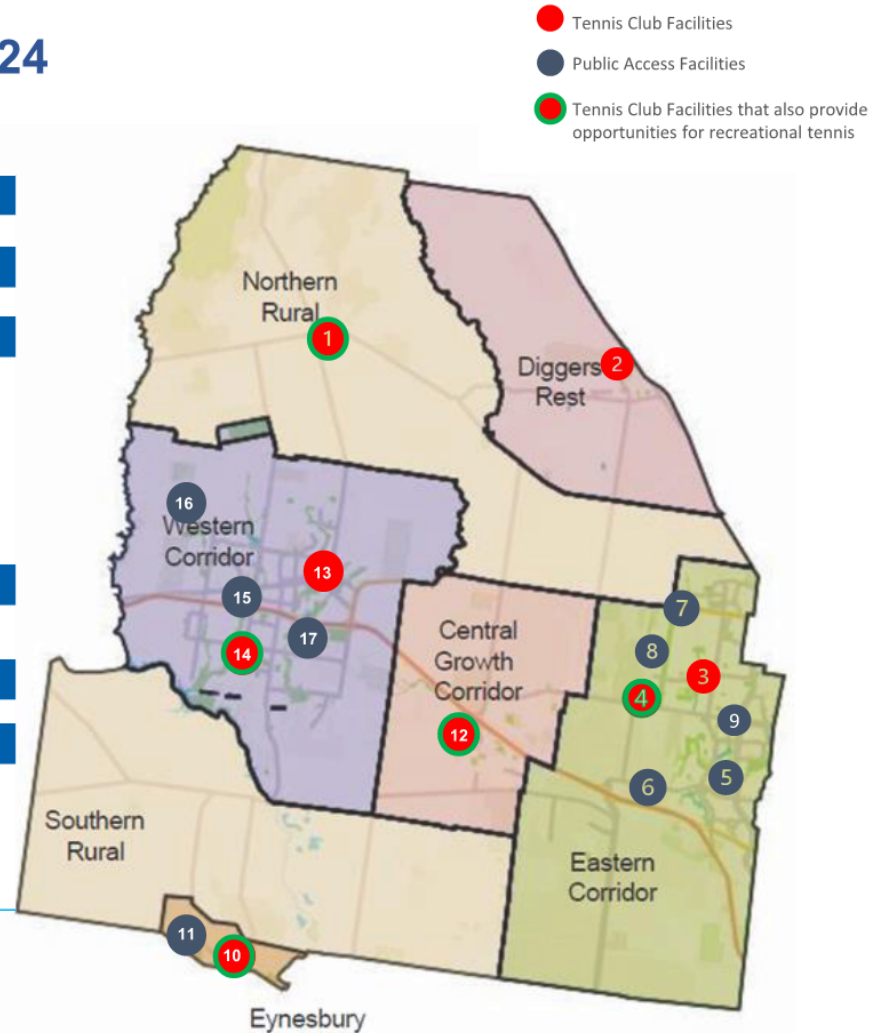 24
Tennis Club Facilities
Public Access Facilities
Tennis Club Facilities that also provide
opportunities for recreational tennis
Northern
Rural
1
Diggers
Rest
2
16
Western
Corridor
13
15
17
14
Central
Growth
Corridor
12
7
8
3
4
9
5
6
Eastern
Corridor
Southern
Rural
11
10
Eynesbury